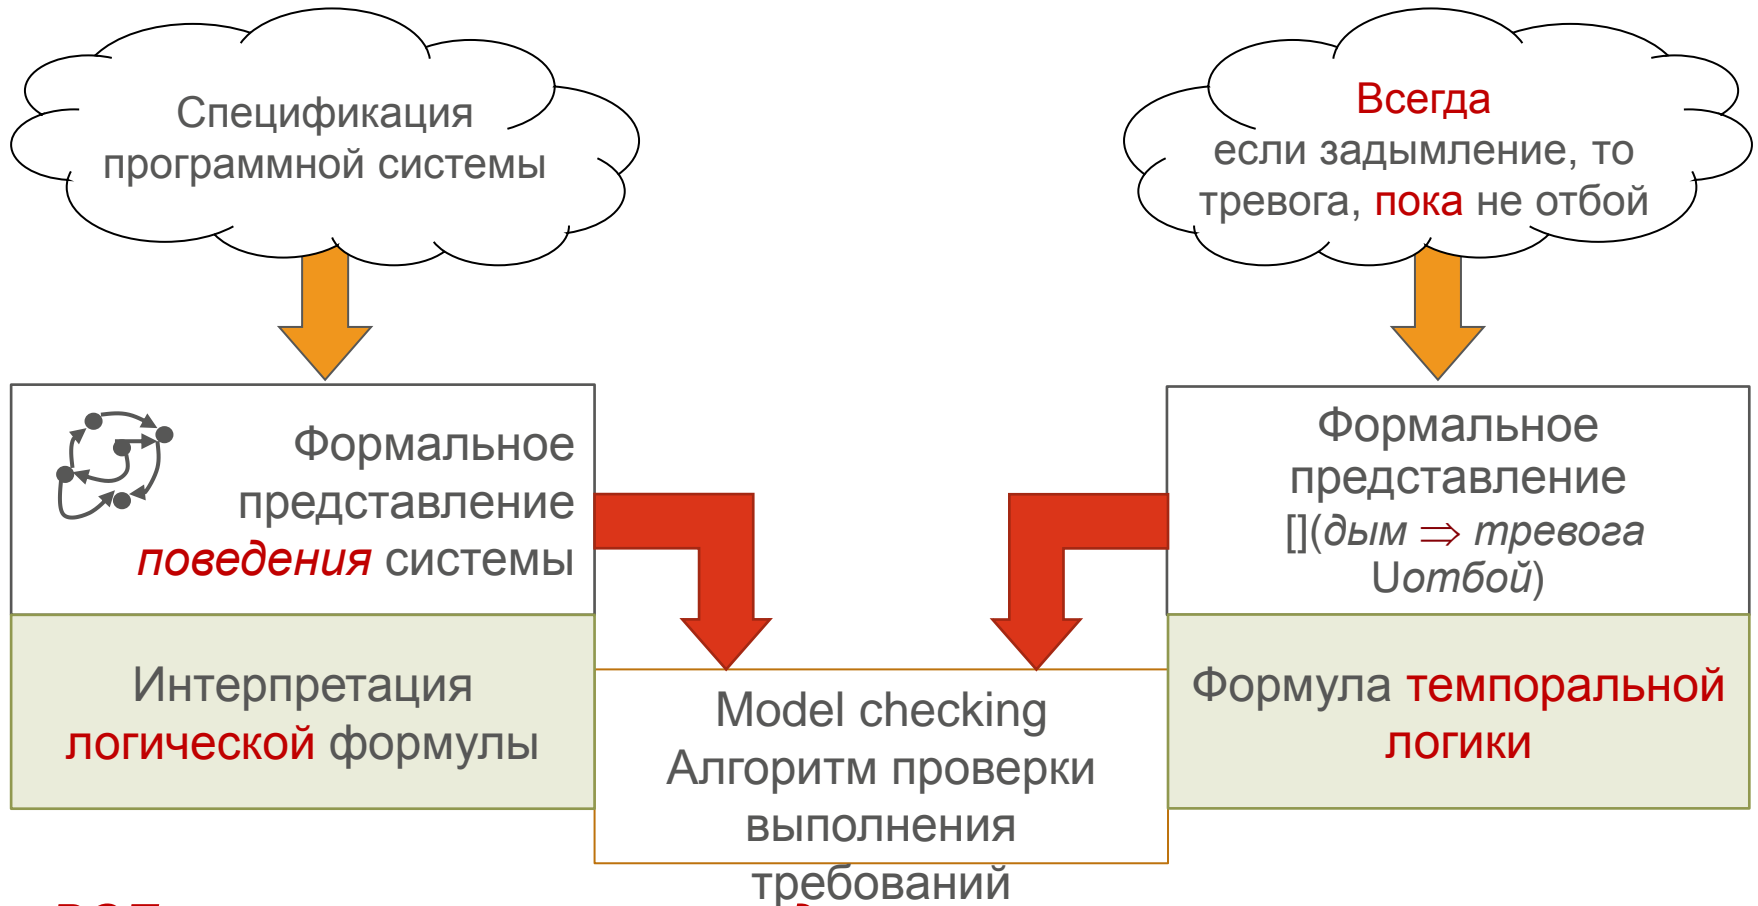 Спецификация
программной системы
Всегда
если задымление, то
тревога, пока не отбой
Формальное
представление
поведения системы
Формальное
представление
[](дым ⇒ тревога
Uотбой)
Интерпретация
логической формулы
Model checking
Алгоритм проверки
выполнения
требований
Формула темпоральной
логики